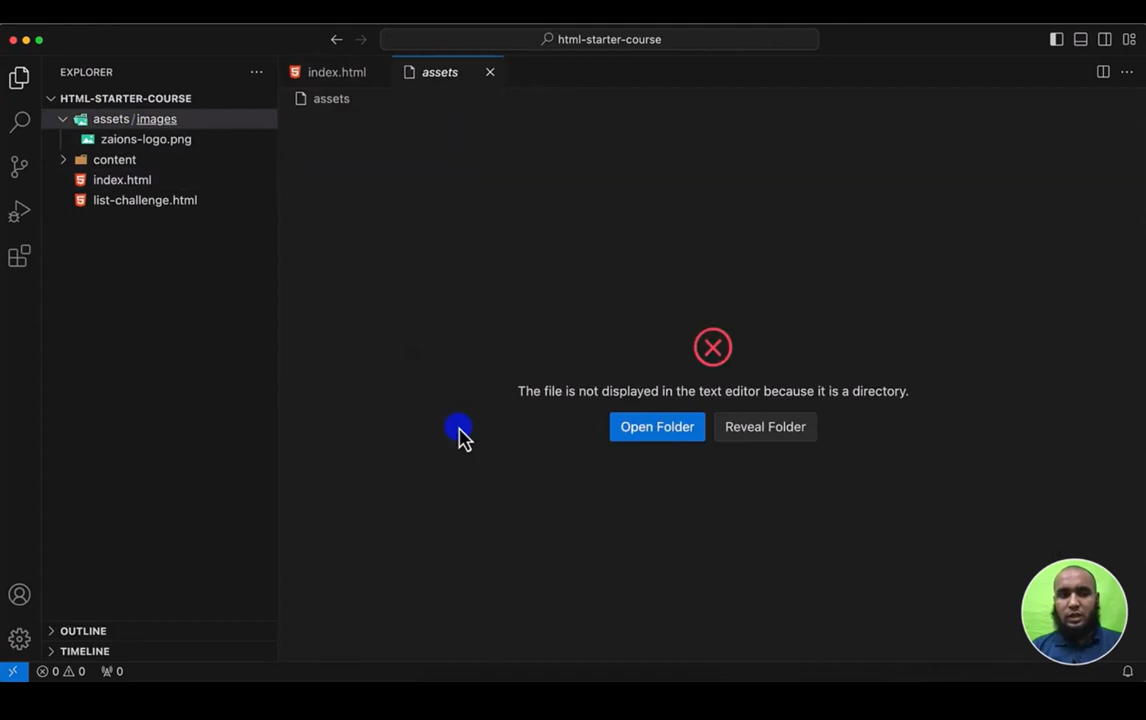 html-starter-course
EXPLORER
index.html
assets
HTML-STARTER-COURSE
assets
assets/images
zaions-logo.png
content
index.html
list-challenge.html
The file is not displayed in the text editor because it is a directory.
Open Folder
Reveal Folder
OUTLINE
TIMELINE
0 0 0